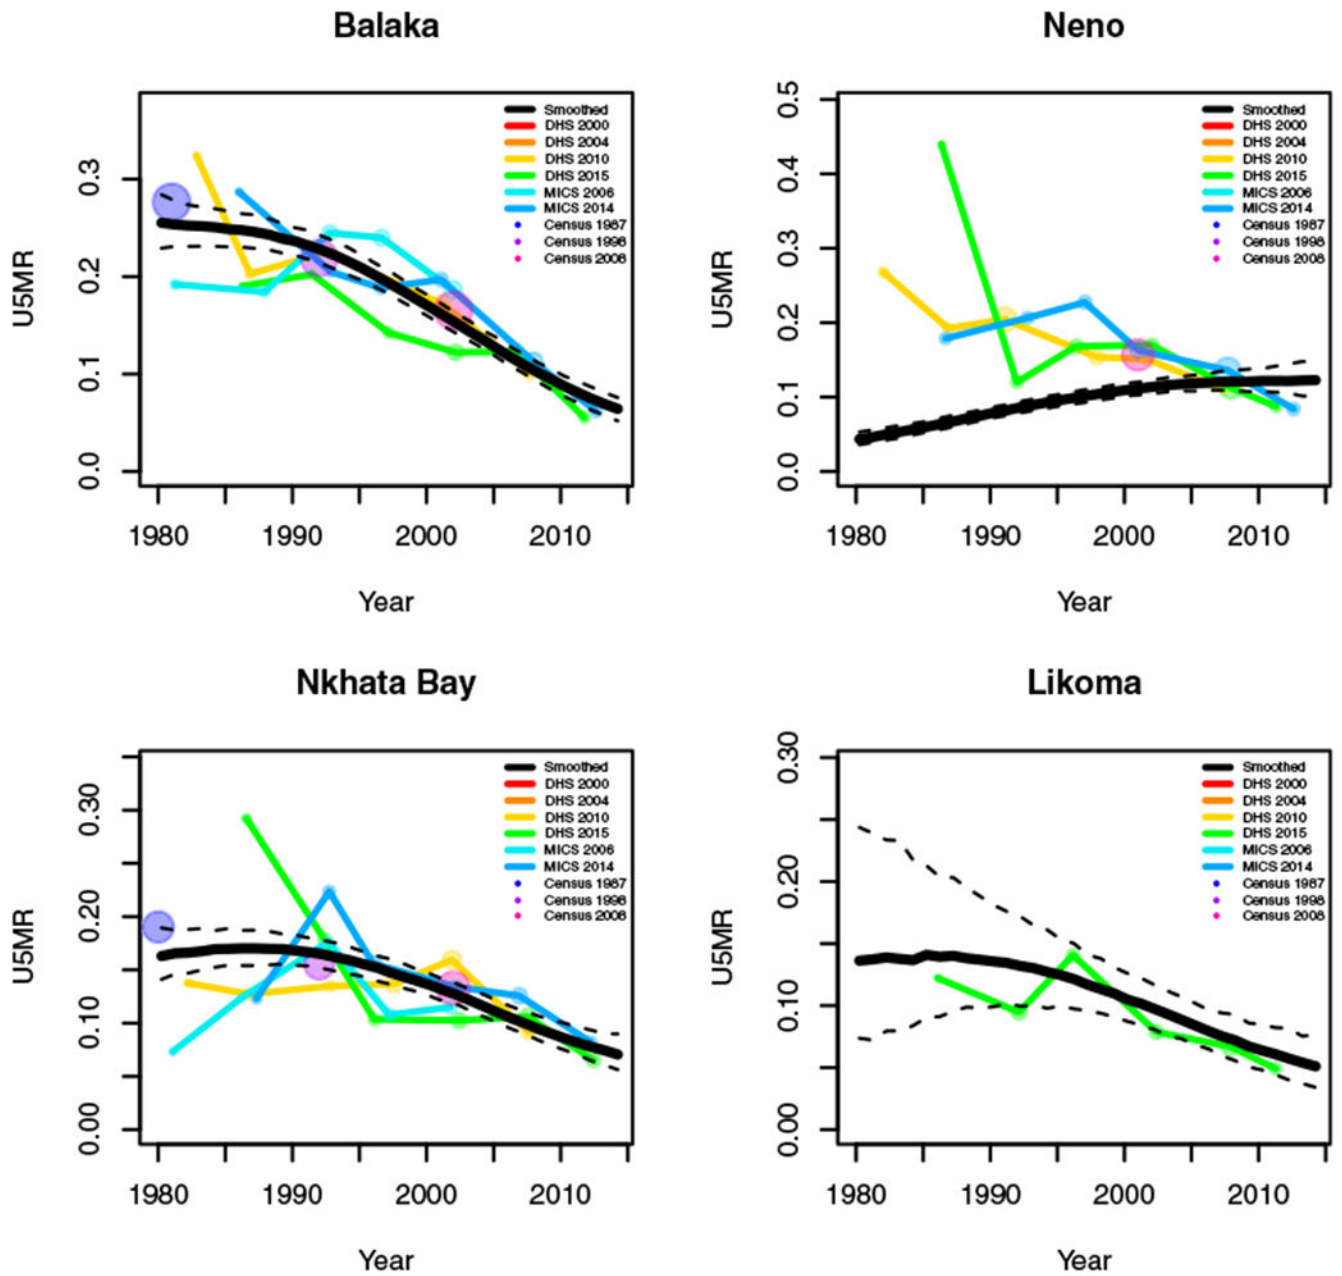 Balaka
U5MR
0.3
0.2
0.1
0.0
Smoothed
DHS 2000
DHS 2004
DHS 2010
DHS 2015
MICS 2006
MICS 2014
Census 1987
Census 1998
Census 2008
1980 1990 2000 2010
Year
Neno
U5MR
0.5
0.4
0.3
0.2
0.1
0.0
Smoothed
DHS 2000
DHS 2004
DHS 2010
DHS 2015
MICS 2006
MICS 2014
Census 1987
Census 1998
Census 2008
1980 1990 2000 2010
Year
Nkhata Bay
U5MR
0.30
0.20
0.10
0.00
Smoothed
DHS 2000
DHS 2004
DHS 2010
DHS 2015
MICS 2006
MICS 2014
Census 1987
Census 1998
Census 2008
1980 1990 2000 2010
Year
Likoma
U5MR
0.30
0.20
0.10
0.00
Smoothed
DHS 2000
DHS 2004
DHS 2010
DHS 2015
MICS 2006
MICS 2014
Census 1987
Census 1998
Census 2008
1980 1990 2000 2010
Year